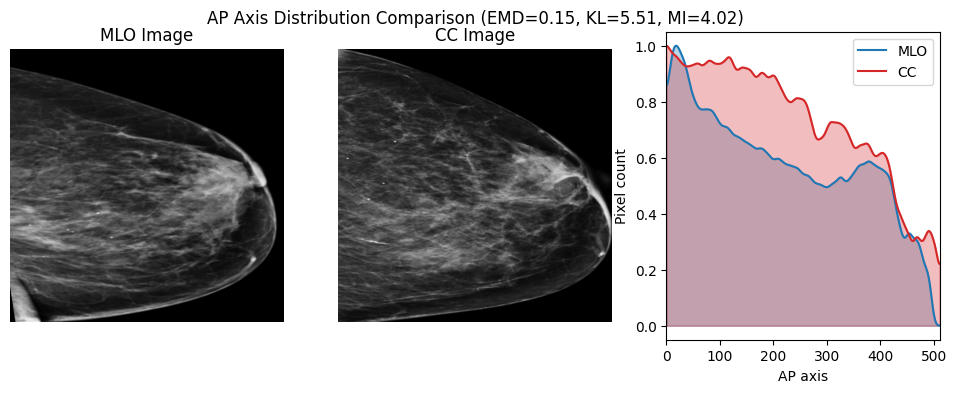 AP Axis Distribution Comparison (EMD=0.15, KL=5.51, MI=4.02)
MLO Image
CC Image
MLO
CC
Pixel count
1.0
0.8
0.6
0.4
0.2
0.0
0 100 200 300 400 500
AP axis